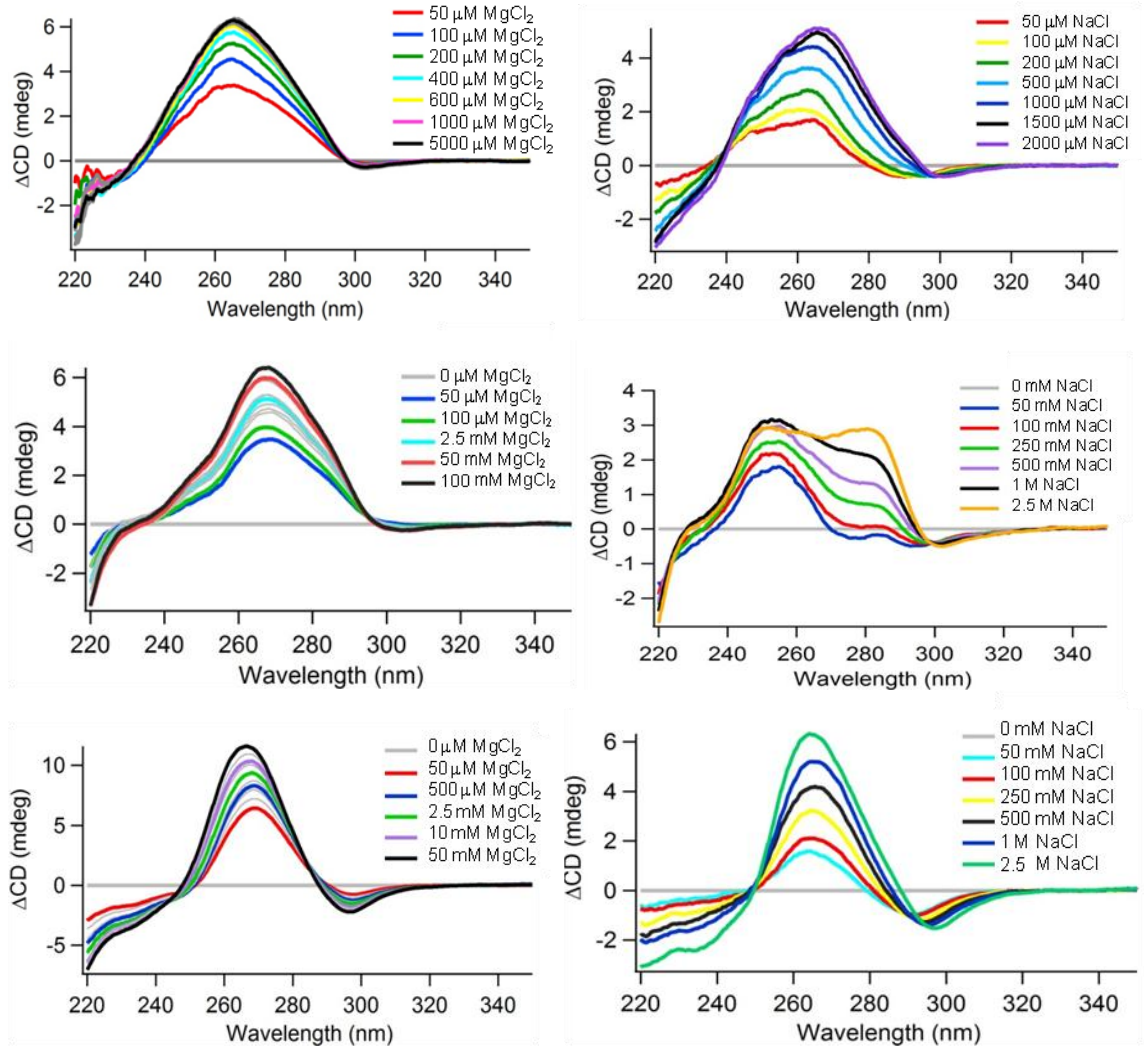 ΔCD (mdeg)
6
4
2
0
-2
220 240 260 280 300 320 340
Wavelength (nm)
50 μM MgCl₂
100 μM MgCl₂
200 μM MgCl₂
400 μM MgCl₂
600 μM MgCl₂
1000 μM MgCl₂
5000 μM MgCl₂
ΔCD (mdeg)
4
2
0
-2
220 240 260 280 300 320 340
Wavelength (nm)
50 μM NaCl
100 μM NaCl
200 μM NaCl
500 μM NaCl
1000 μM NaCl
1500 μM NaCl
2000 μM NaCl
ΔCD (mdeg)
6
4
2
0
-2
220 240 260 280 300 320 340
Wavelength (nm)
0 μM MgCl₂
50 μM MgCl₂
100 μM MgCl₂
2.5 mM MgCl₂
50 mM MgCl₂
100 mM MgCl₂
ΔCD (mdeg)
4
3
2
1
0
-1
-2
220 240 260 280 300 320 340
Wavelength (nm)
0 mM NaCl
50 mM NaCl
100 mM NaCl
250 mM NaCl
500 mM NaCl
1 M NaCl
2.5 M NaCl
ΔCD (mdeg)
10
5
0
-5
220 240 260 280 300 320 340
Wavelength (nm)
0 μM MgCl₂
50 μM MgCl₂
500 μM MgCl₂
2.5 mM MgCl₂
10 mM MgCl₂
50 mM MgCl₂
ΔCD (mdeg)
6
4
2
0
-2
220 240 260 280 300 320 340
Wavelength (nm)
0 mM NaCl
50 mM NaCl
100 mM NaCl
250 mM NaCl
500 mM NaCl
1 M NaCl
2.5 M NaCl